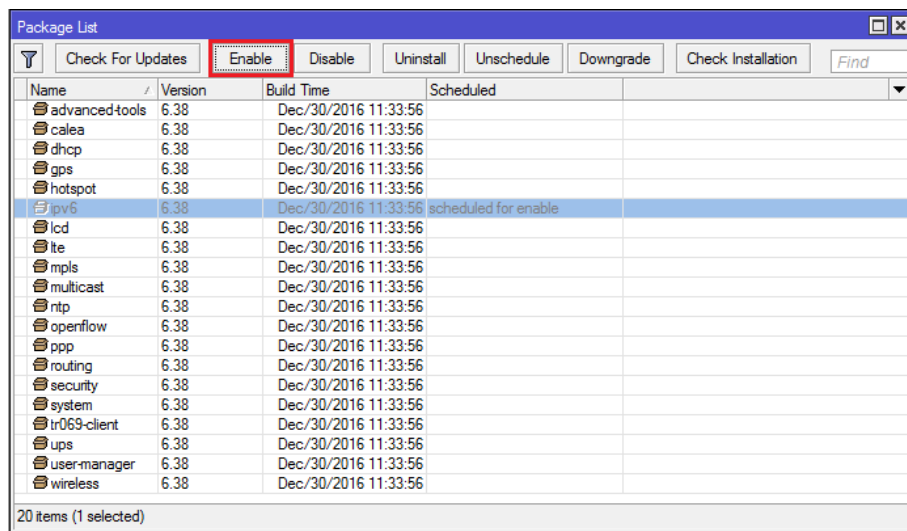 Package List
Check For Updates Enable Disable Uninstall Unschedule Downgrade Check Installation Find
Name Version Build Time Scheduled
advanced-tools 6.38 Dec/30/2016 11:33:56
calea 6.38 Dec/30/2016 11:33:56
dhcp 6.38 Dec/30/2016 11:33:56
gps 6.38 Dec/30/2016 11:33:56
hotspot 6.38 Dec/30/2016 11:33:56
ipv6 6.38 Dec/30/2016 11:33:56 scheduled for enable
lcd 6.38 Dec/30/2016 11:33:56
lte 6.38 Dec/30/2016 11:33:56
mpls 6.38 Dec/30/2016 11:33:56
multicast 6.38 Dec/30/2016 11:33:56
ntp 6.38 Dec/30/2016 11:33:56
openflow 6.38 Dec/30/2016 11:33:56
ppp 6.38 Dec/30/2016 11:33:56
routing 6.38 Dec/30/2016 11:33:56
security 6.38 Dec/30/2016 11:33:56
system 6.38 Dec/30/2016 11:33:56
tr069-client 6.38 Dec/30/2016 11:33:56
ups 6.38 Dec/30/2016 11:33:56
user-manager 6.38 Dec/30/2016 11:33:56
wireless 6.38 Dec/30/2016 11:33:56
20 items (1 selected)